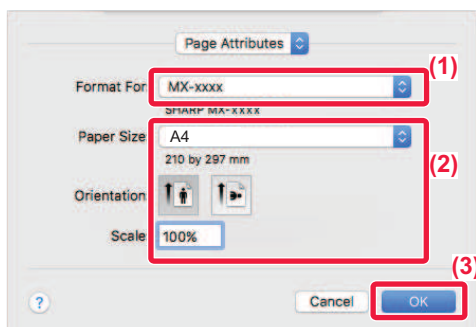 Page Attributes
(1)
Format For: MX-xxxx
SHARP MX-xxxx
Paper Size: A4
210 by 297 mm
(2)
Orientation:
Scale: 100%
(3)
? Cancel OK